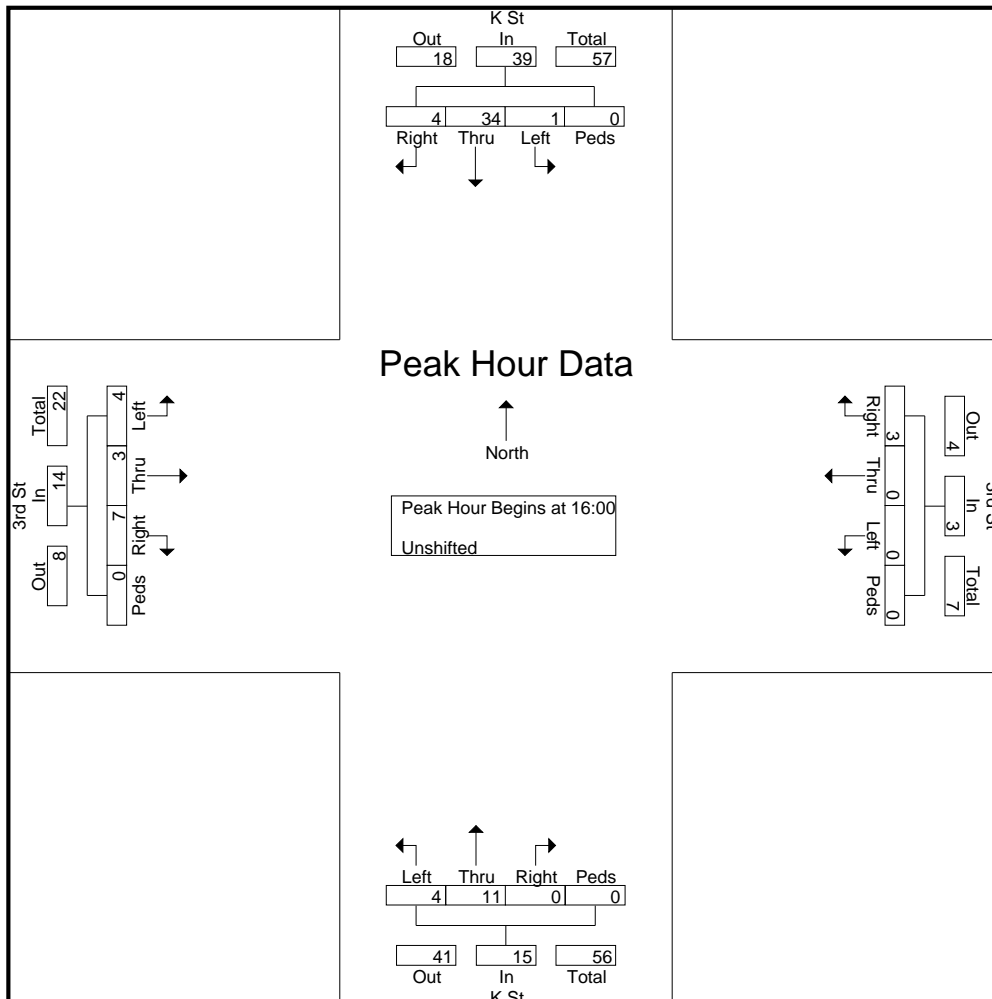 K St
Out In Total
18 39 57
4 34 1 0
Right Thru Left Peds
Peak Hour Data
North
Peak Hour Begins at 16:00
Unshifted
3rd St
Total In Out
22 14 8
4 3 7 0
Left Thru Right Peds
Right Thru Left Peds
3 0 0 0
Out In Total
4 3 7
3rd St
Left Thru Right Peds
4 11 0 0
41 15 56
Out In Total
K St